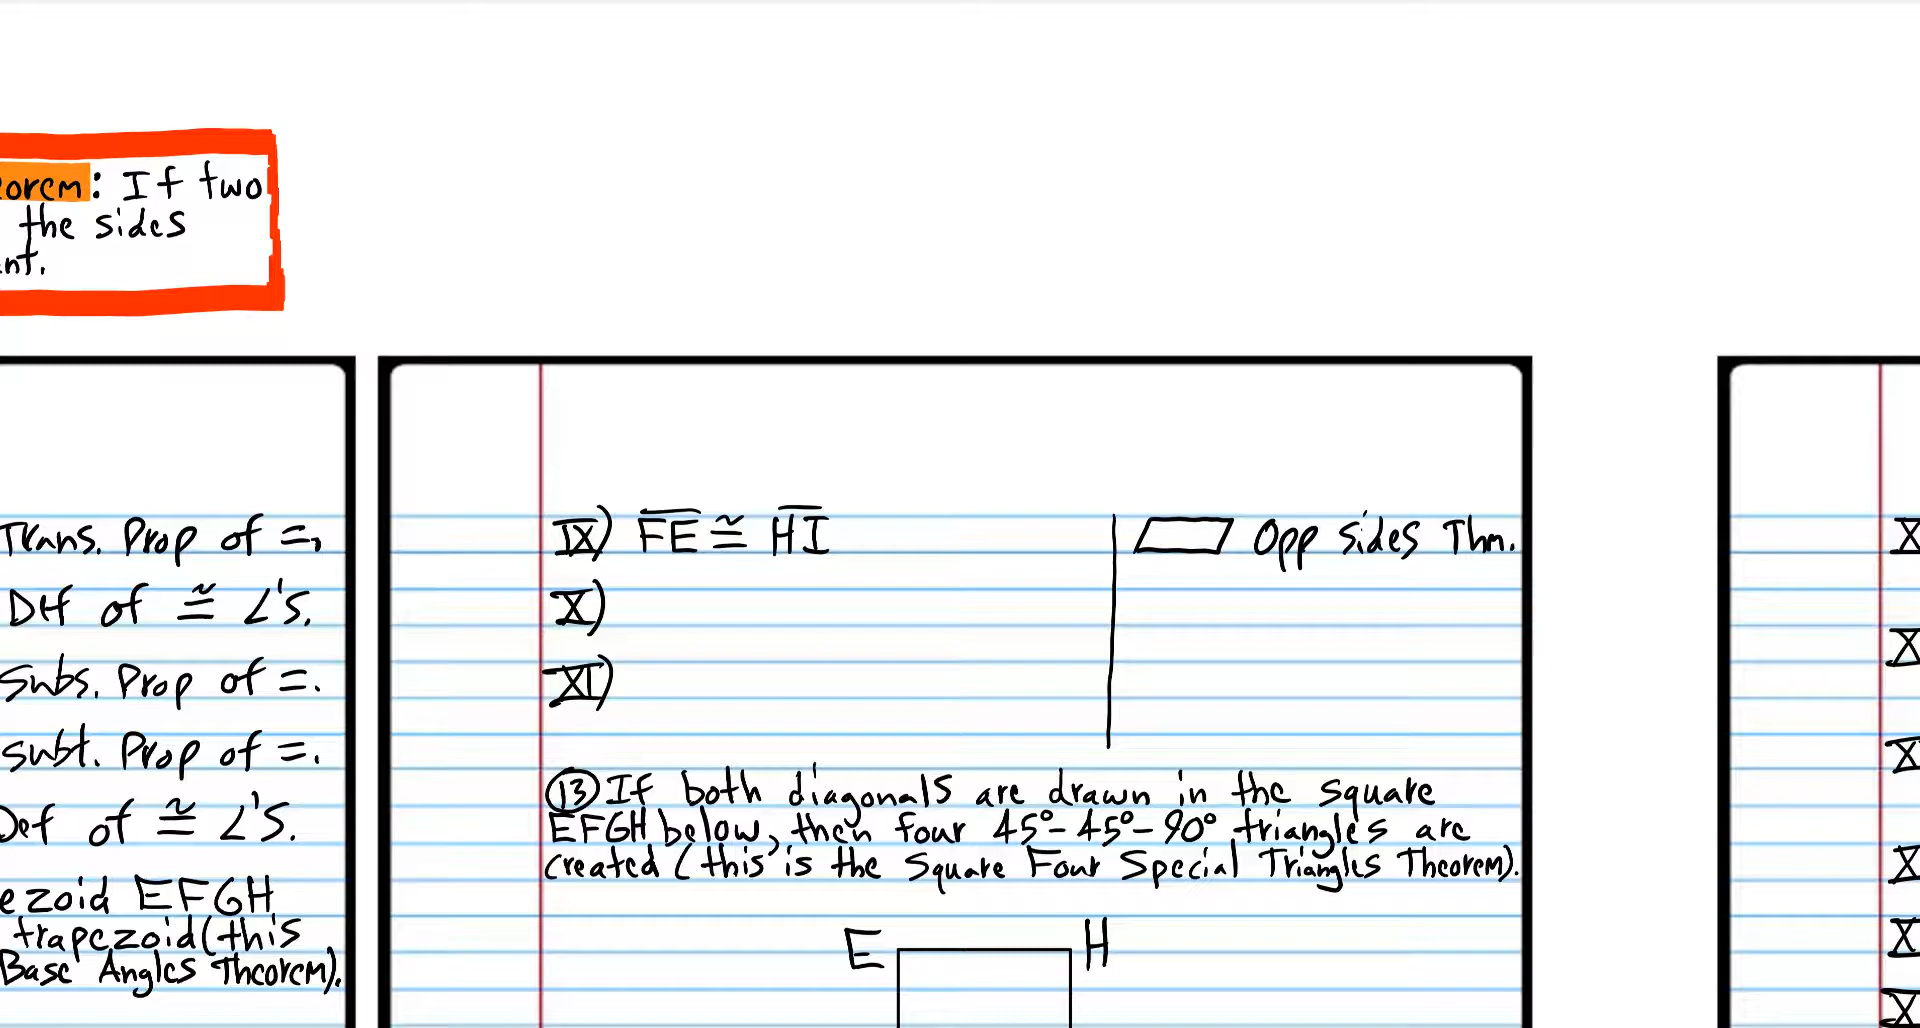 eorem: If two
the sides
nt.
Trans. Prop of =,
Def of ≅ ∠'s.
Subs. Prop of =.
subt. Prop of =.
Def of ≅ ∠'s.
ezoid EFGH
trapezoid (this
Base Angles Theorem).
IX) FE ≅ HI
▱ Opp sides Thm.
X)
XI)
13 If both diagonals are drawn in the square
EFGH below, then four 45°-45°-90° triangles are
created (this is the Square Four Special Triangles Theorem).
E H
X
X
X
X
X
X